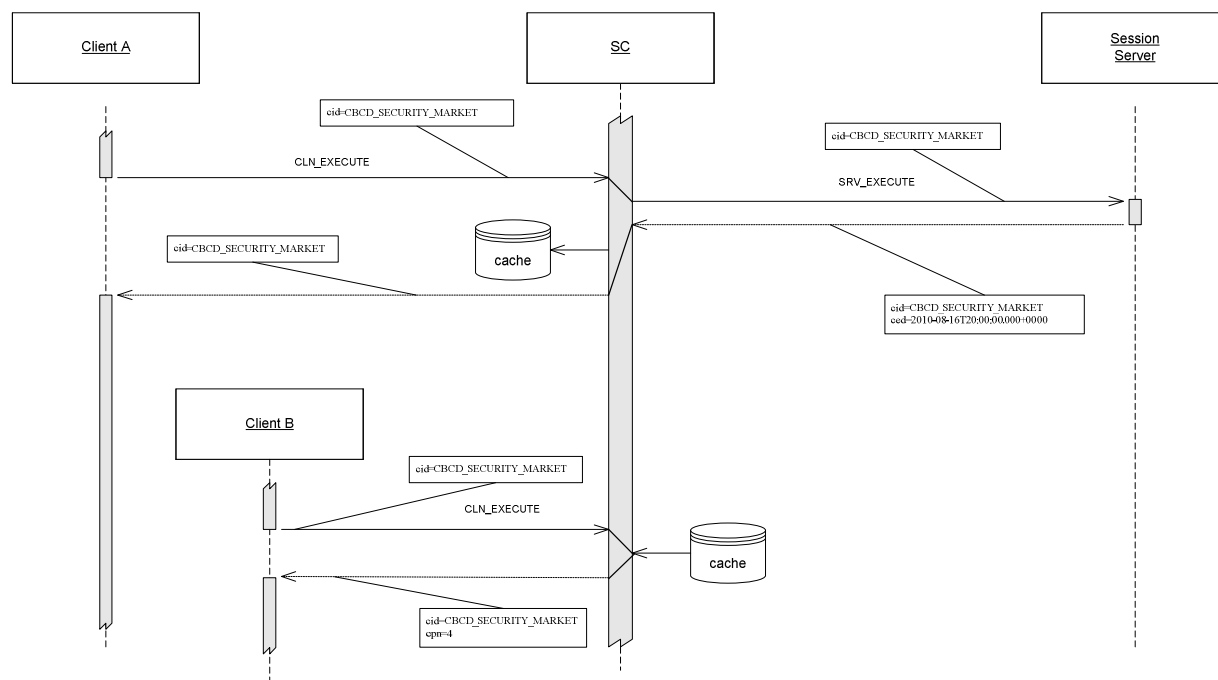 Client A
SC
Session
Server
cid=CBCD_SECURITY_MARKET
cid=CBCD_SECURITY_MARKET
CLN_EXECUTE
SRV_EXECUTE
cid=CBCD_SECURITY_MARKET
cache
cid=CBCD_SECURITY_MARKET
ced=2010-08-16T20:00:00.000+0000
Client B
cid=CBCD_SECURITY_MARKET
CLN_EXECUTE
cache
cid=CBCD_SECURITY_MARKET
cpn=4